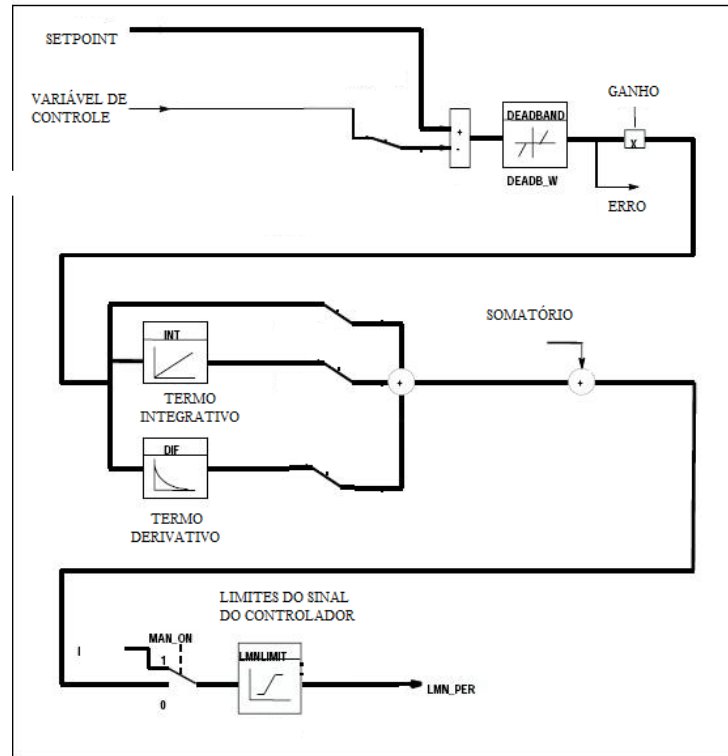 SETPOINT
VARIÁVEL DE
CONTROLE
GANHO
DEADBAND
+
-
X
DEADB_W
ERRO
SOMATÓRIO
INT
+
+
TERMO
INTEGRATIVO
DIF
TERMO
DERIVATIVO
LIMITES DO SINAL
DO CONTROLADOR
MAN_ON
I
1
LMNLIMIT
LMN_PER
0